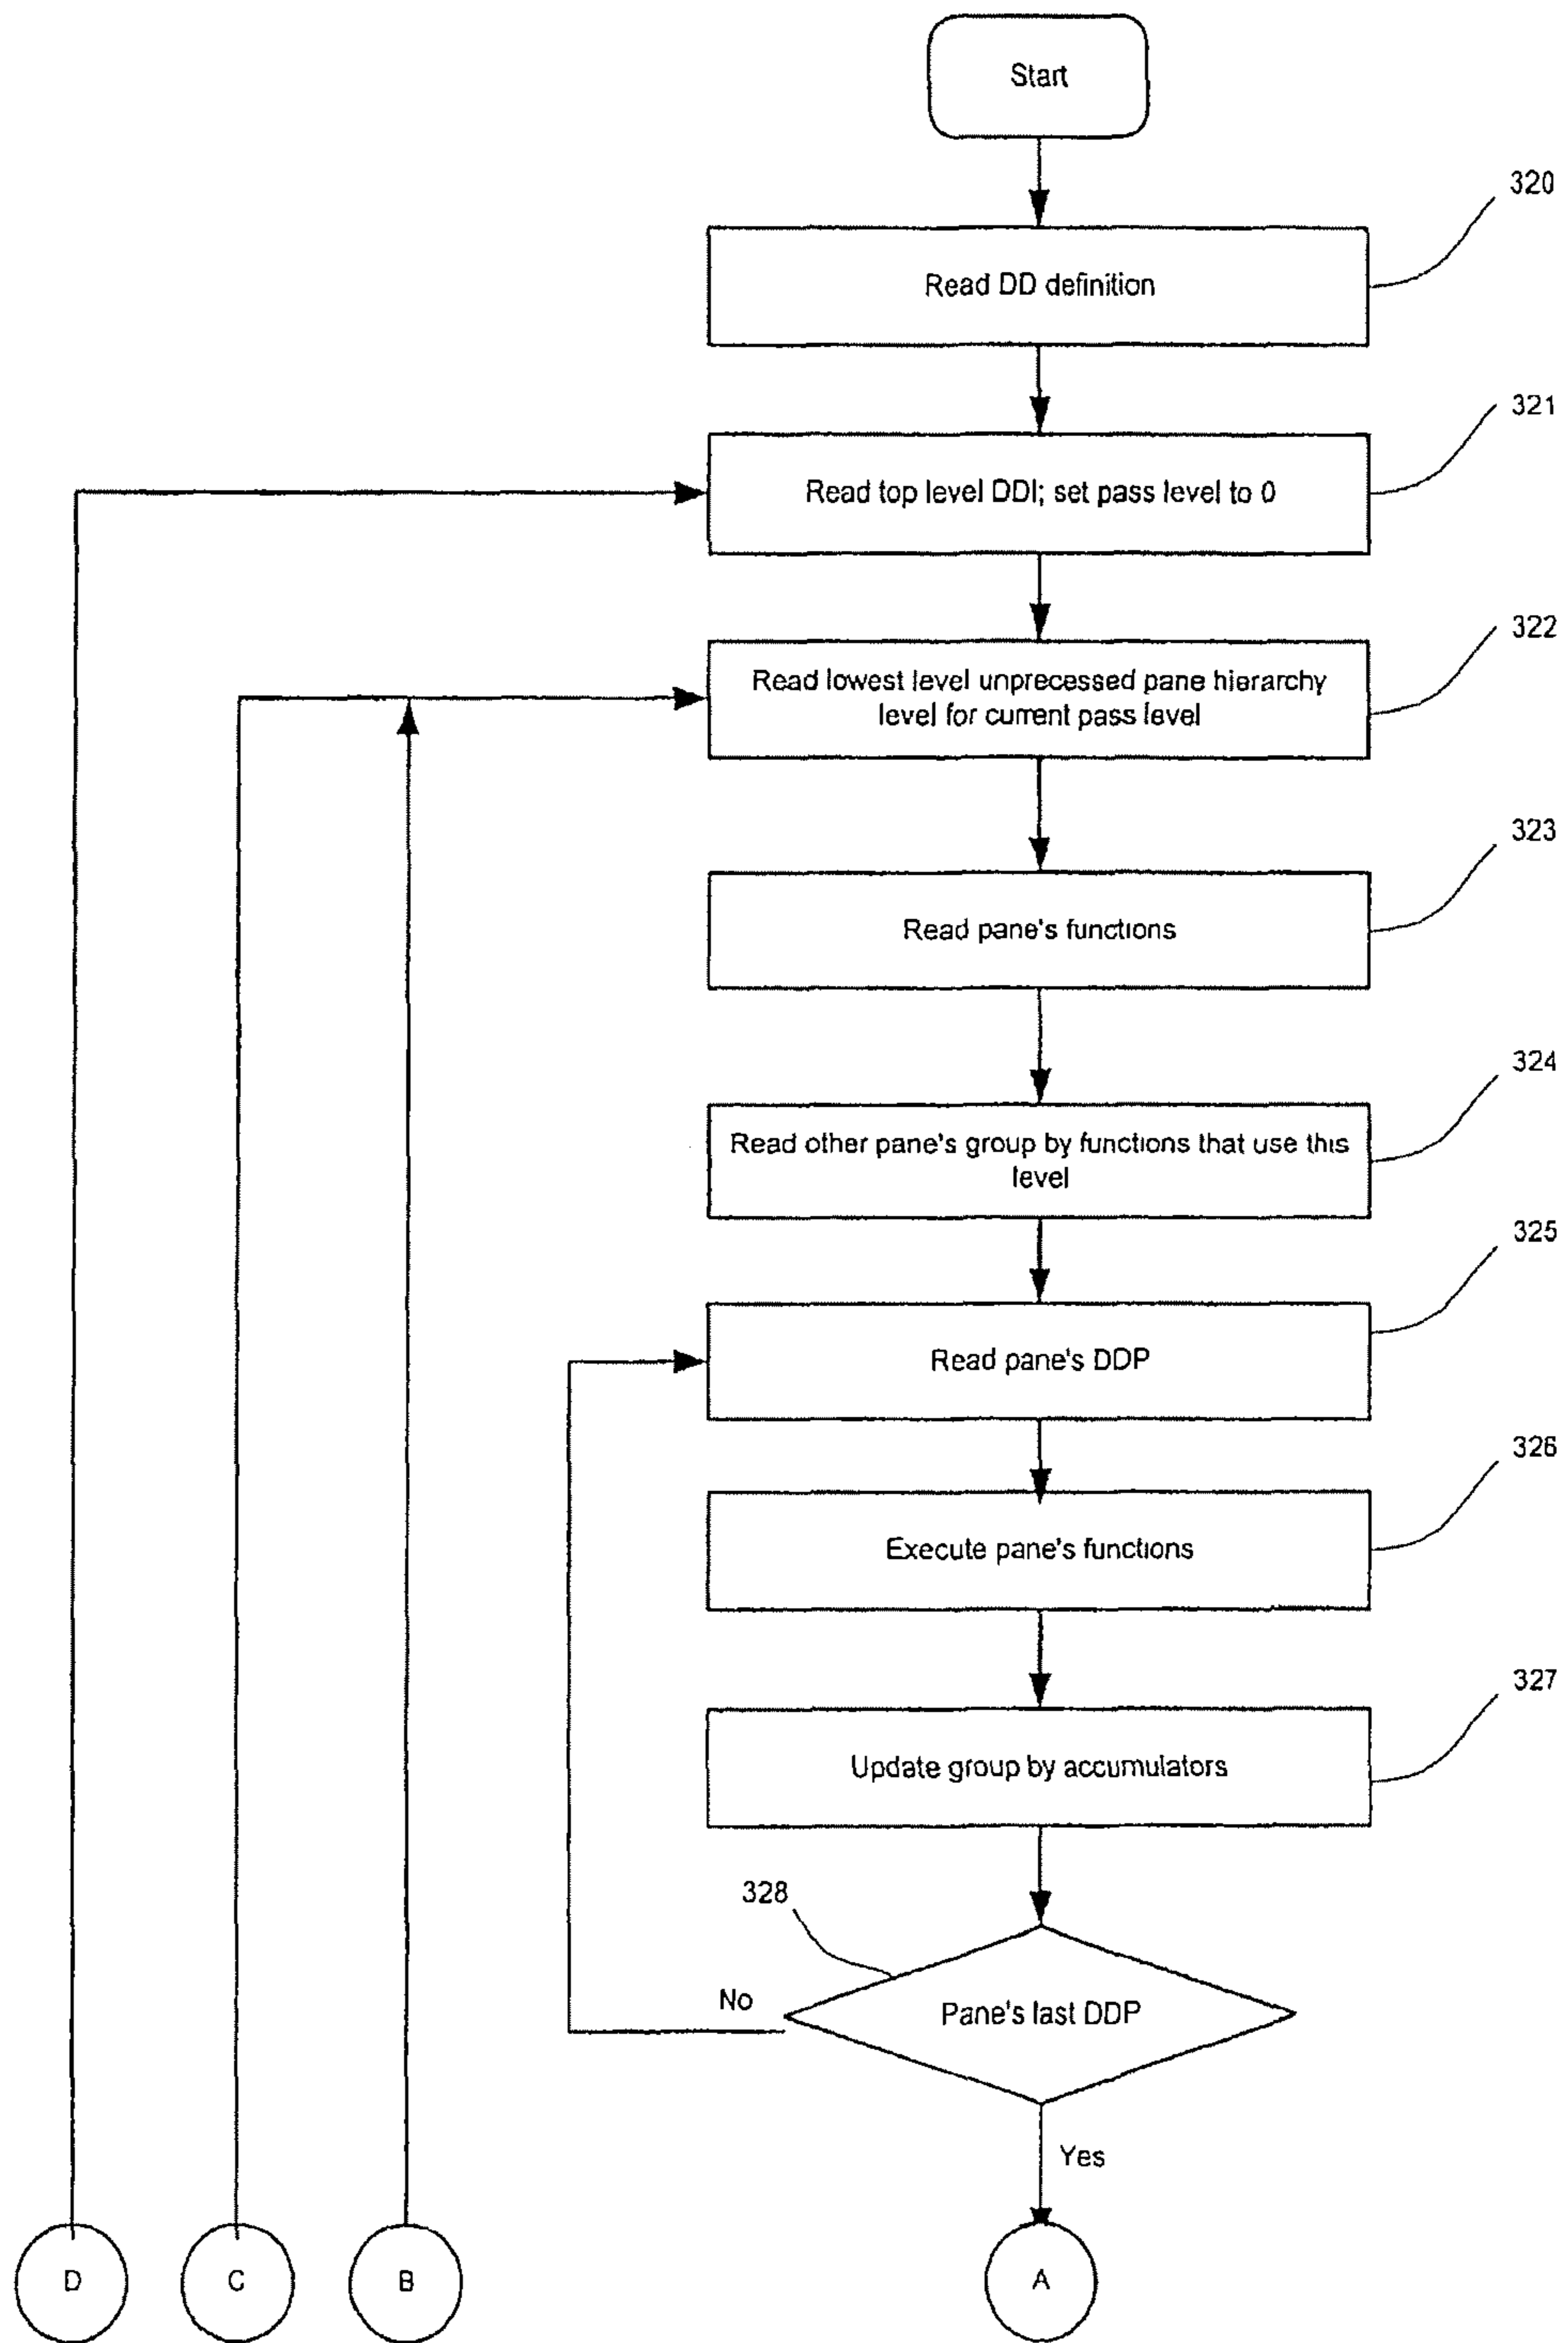 Start
320
Read DD definition
321
Read top level DDI; set pass level to 0
322
Read lowest level unprecessed pane hierarchy
level for current pass level
323
Read pane's functions
324
Read other pane's group by functions that use this
level
325
Read pane's DDP
326
Execute pane's functions
327
Update group by accumulators
328
No
Pane's last DDP
Yes
D
C
B
A